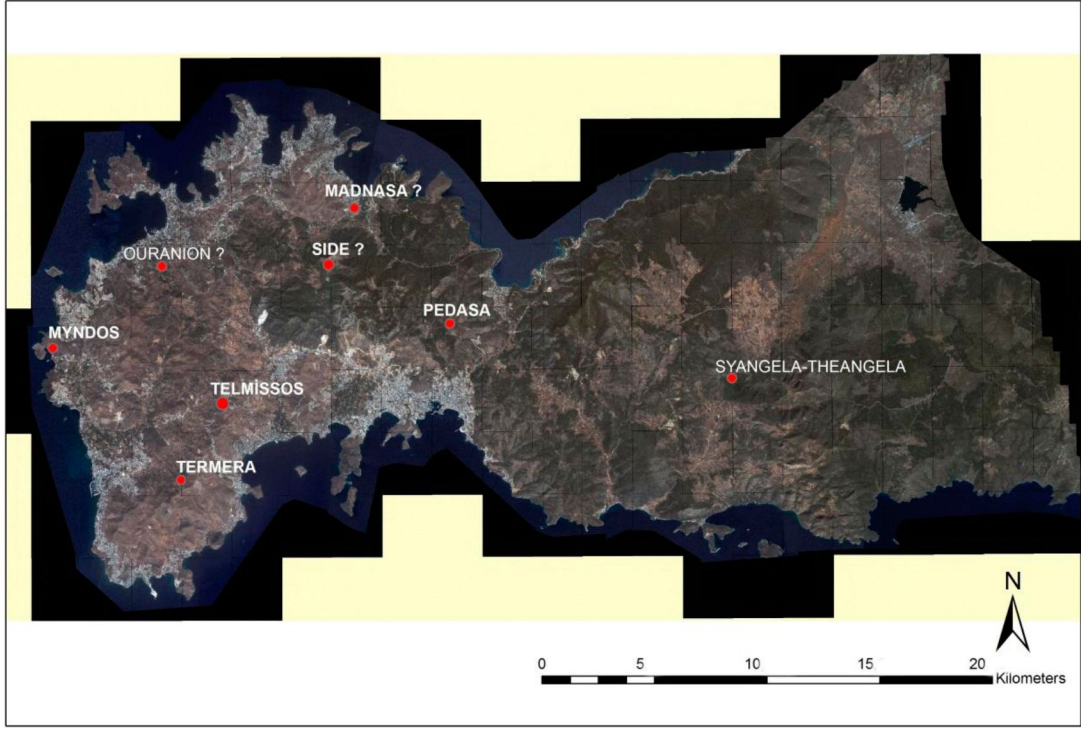 MADNASA ?
OURANION ?
SIDE ?
PEDASA
MYNDOS
SYANGELA-THEANGELA
TELMİSSOS
TERMERA
N
0 5 10 15 20
Kilometers